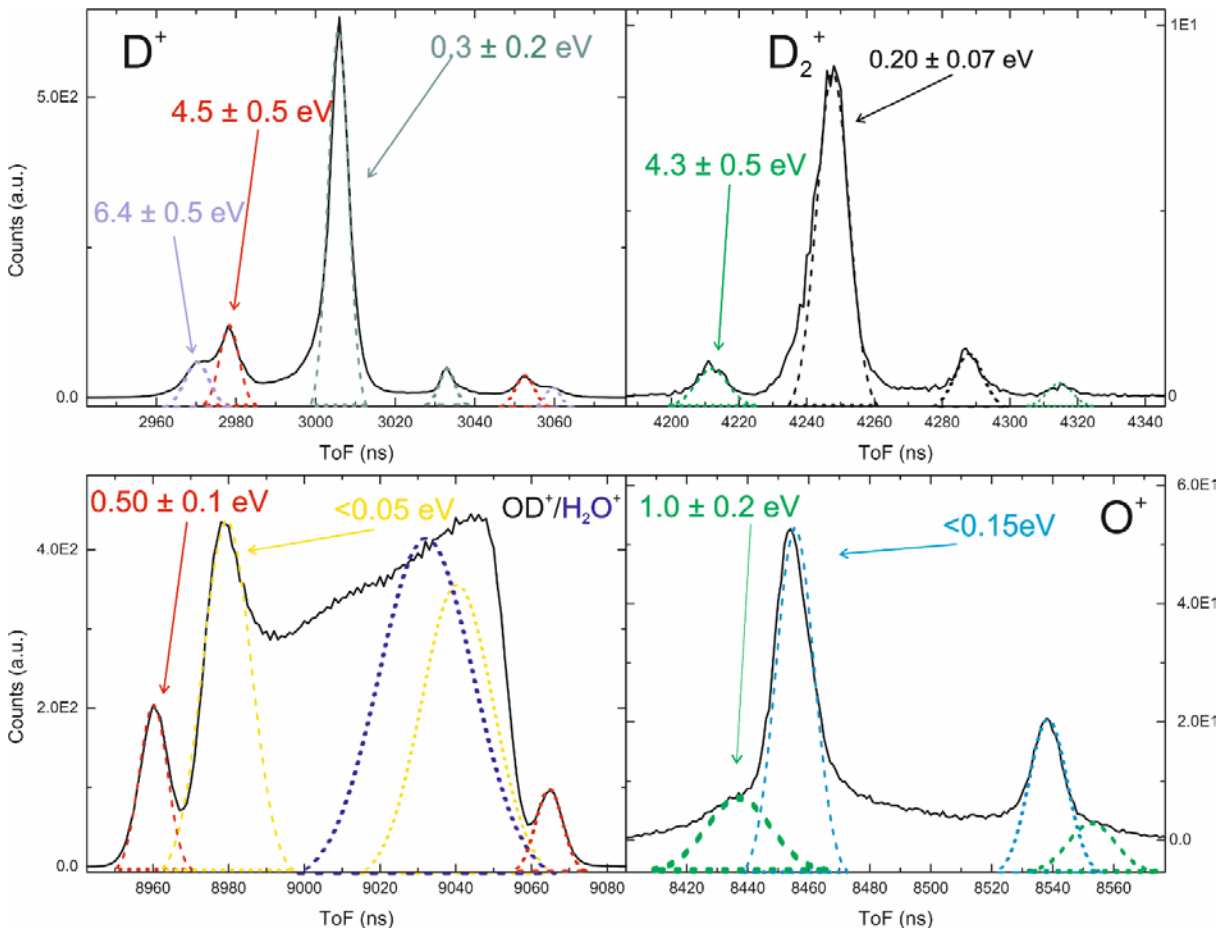 D+
0.3 ± 0.2 eV
4.5 ± 0.5 eV
6.4 ± 0.5 eV
5.0E2
0.0
Counts (a.u.)
2960 2980 3000 3020 3040 3060
ToF (ns)
D2+
0.20 ± 0.07 eV
4.3 ± 0.5 eV
1E1
0
4200 4220 4240 4260 4280 4300 4320 4340
ToF (ns)
0.50 ± 0.1 eV
<0.05 eV
OD+/H2O+
4.0E2
2.0E2
0.0
Counts (a.u.)
8960 8980 9000 9020 9040 9060 9080
ToF (ns)
1.0 ± 0.2 eV
<0.15eV
O+
6.0E1
4.0E1
2.0E1
0.0
8420 8440 8460 8480 8500 8520 8540 8560
ToF (ns)